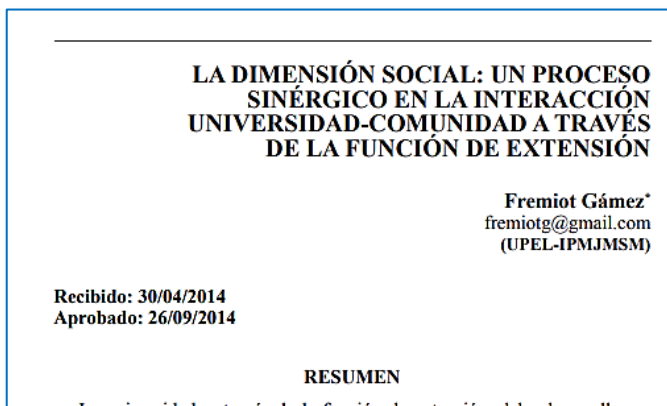 LA DIMENSIÓN SOCIAL: UN PROCESO
SINÉRGICO EN LA INTERACCIÓN
UNIVERSIDAD-COMUNIDAD A TRAVÉS
DE LA FUNCIÓN DE EXTENSIÓN
Fremiot Gámez*
fremiotg@gmail.com
(UPEL-IPMJMSM)
Recibido: 30/04/2014
Aprobado: 26/09/2014
RESUMEN